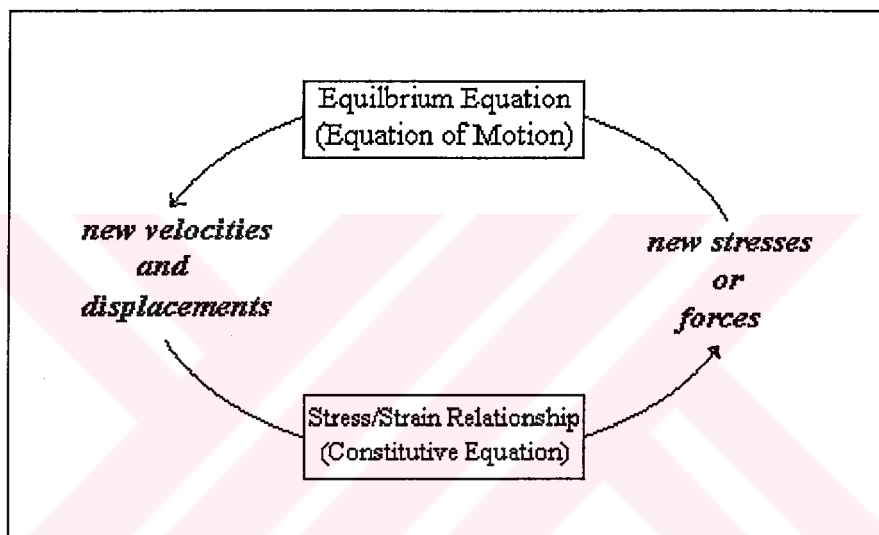 Equilbrium Equation
(Equation of Motion)
new velocities
and
displacements
new stresses
or
forces
Stress/Strain Relationship
(Constitutive Equation)